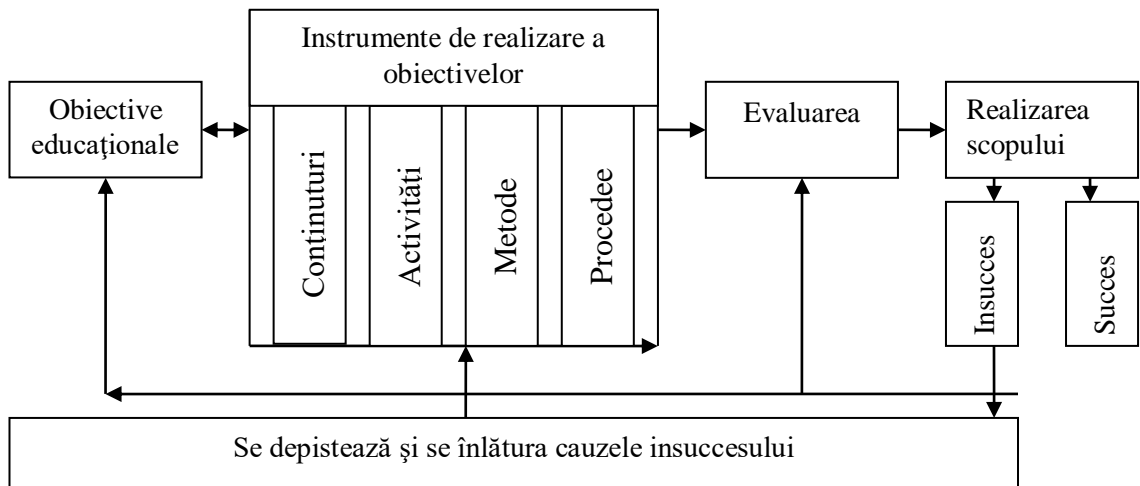 Instrumente de realizare a
obiectivelor
Obiective
educaţionale
Conținuturi
Activități
Metode
Procedee
Evaluarea
Realizarea
scopului
Insucces
Succes
Se depistează şi se înlătura cauzele insuccesului